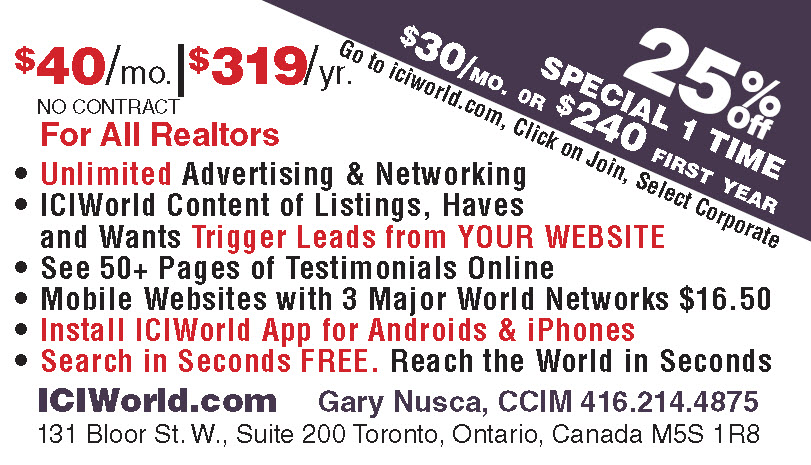 $40/mo.|$319/yr.
NO CONTRACT
For All Realtors
25% Off
SPECIAL 1 TIME
$30/MO. OR $240 FIRST YEAR
Go to iciworld.com, Click on Join, Select Corporate
• Unlimited Advertising & Networking
• ICIWorld Content of Listings, Haves
and Wants Trigger Leads from YOUR WEBSITE
• See 50+ Pages of Testimonials Online
• Mobile Websites with 3 Major World Networks $16.50
• Install ICIWorld App for Androids & iPhones
• Search in Seconds FREE. Reach the World in Seconds
ICIWorld.com Gary Nusca, CCIM 416.214.4875
131 Bloor St. W., Suite 200 Toronto, Ontario, Canada M5S 1R8